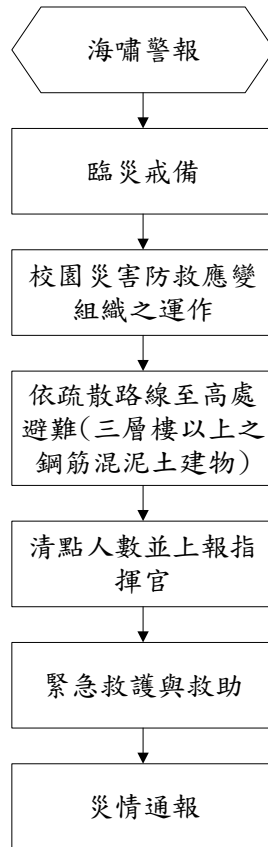 海嘯警報
臨災戒備
校園災害防救應變
組織之運作
依疏散路線至高處
避難(三層樓以上之
鋼筋混泥土建物)
清點人數並上報指
揮官
緊急救護與救助
災情通報